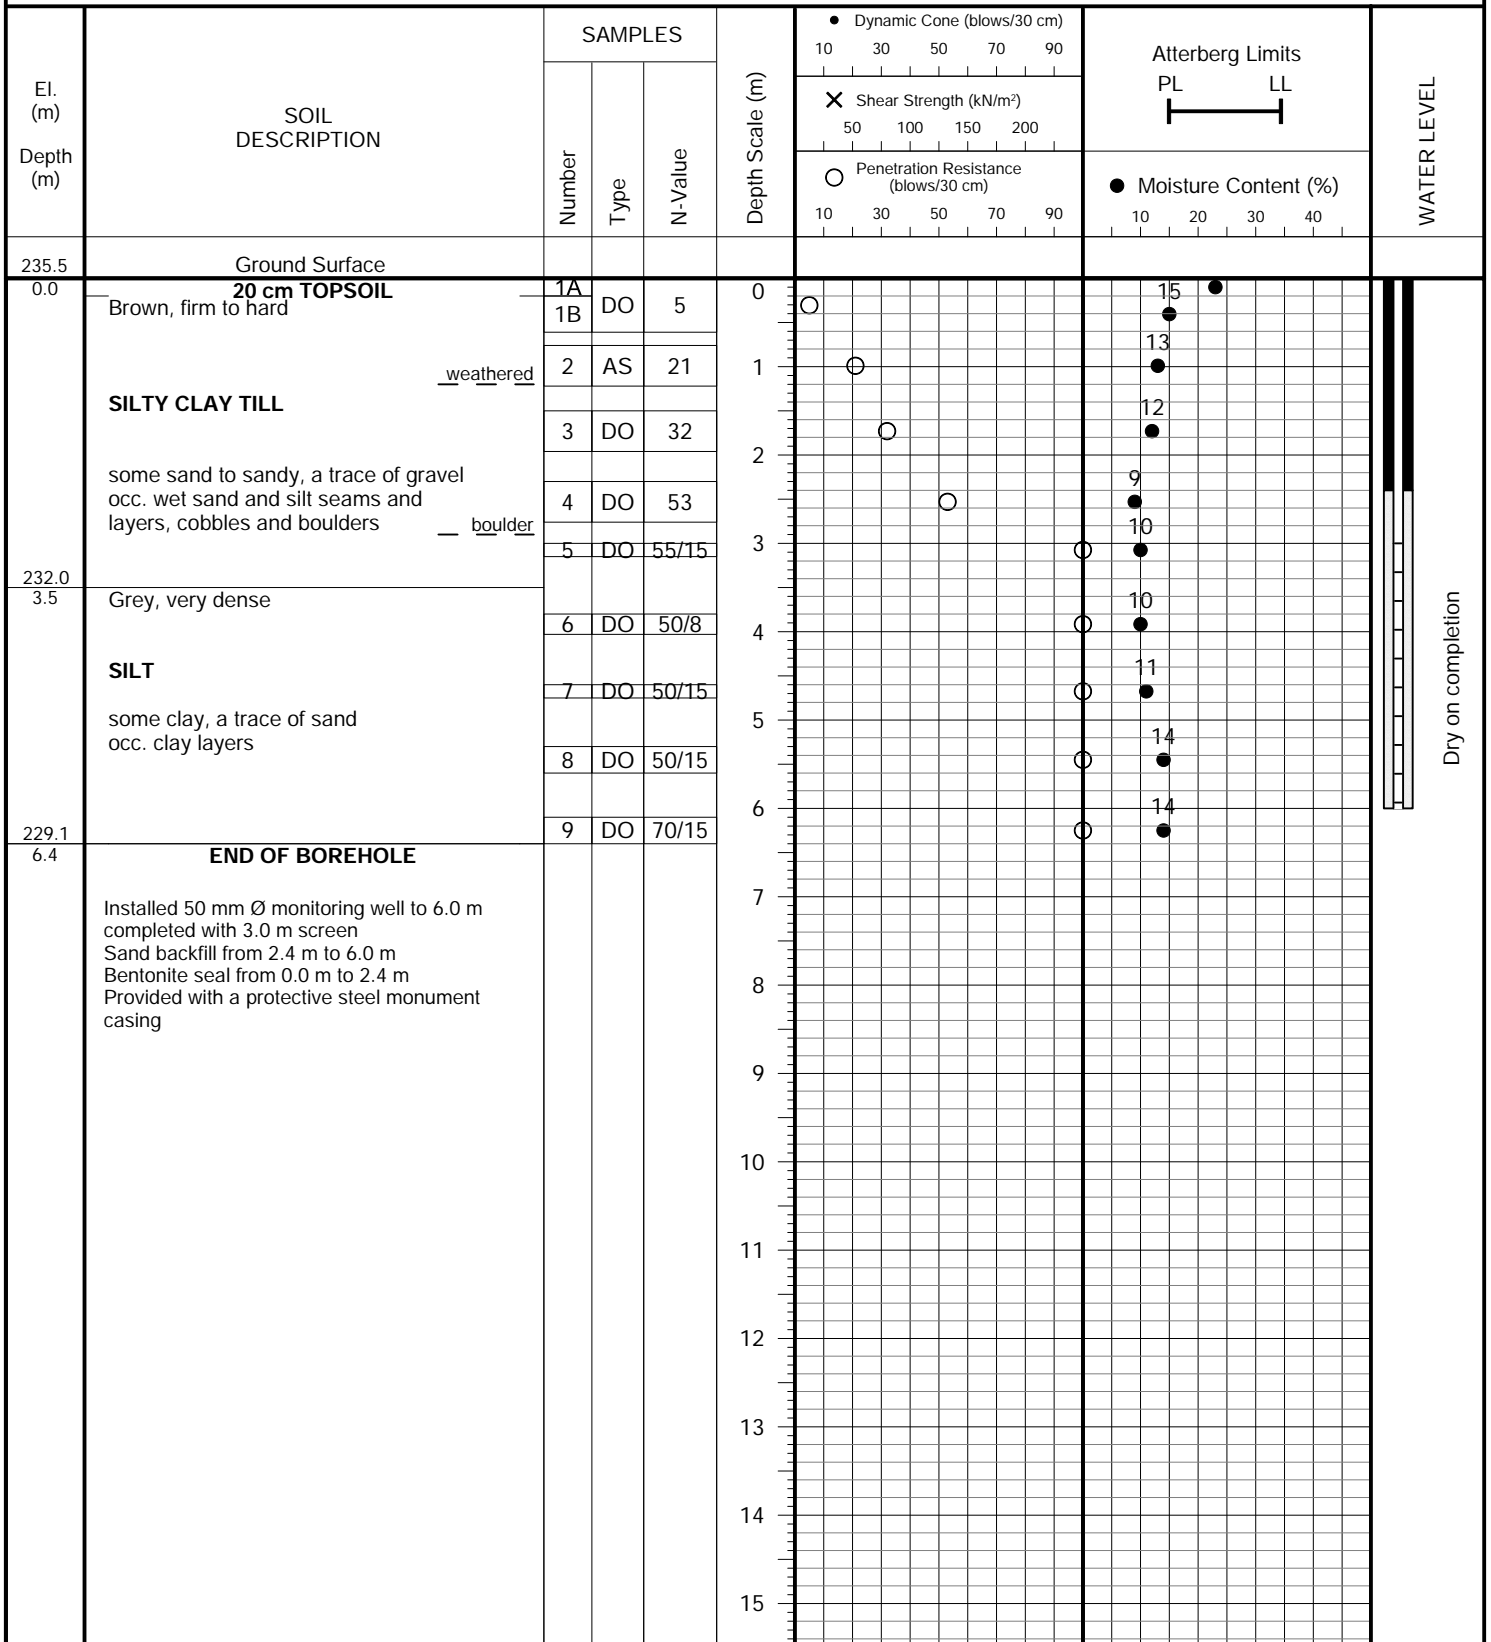 El.
(m)
Depth
(m)
SOIL
DESCRIPTION
SAMPLES
Number
Type
N-Value
Depth Scale (m)
● Dynamic Cone (blows/30 cm)
10 30 50 70 90
✕ Shear Strength (kN/m²)
50 100 150 200
○ Penetration Resistance
(blows/30 cm)
10 30 50 70 90
Atterberg Limits
PL LL
● Moisture Content (%)
10 20 30 40
WATER LEVEL
235.5 Ground Surface
0.0 20 cm TOPSOIL 1A 0
Brown, firm to hard 1B DO 5 15
weathered 2 AS 21 1 13
SILTY CLAY TILL
3 DO 32 12
2
some sand to sandy, a trace of gravel
occ. wet sand and silt seams and
layers, cobbles and boulders
boulder
4 DO 53 9
5 DO 55/15 3 10
232.0
3.5 Grey, very dense
6 DO 50/8 4 10
SILT
7 DO 50/15 11
some clay, a trace of sand
occ. clay layers
5
8 DO 50/15 14
6
229.1 9 DO 70/15 14
6.4 END OF BOREHOLE
Dry on completion
Installed 50 mm Ø monitoring well to 6.0 m
completed with 3.0 m screen
Sand backfill from 2.4 m to 6.0 m
Bentonite seal from 0.0 m to 2.4 m
Provided with a protective steel monument
casing
7
8
9
10
11
12
13
14
15